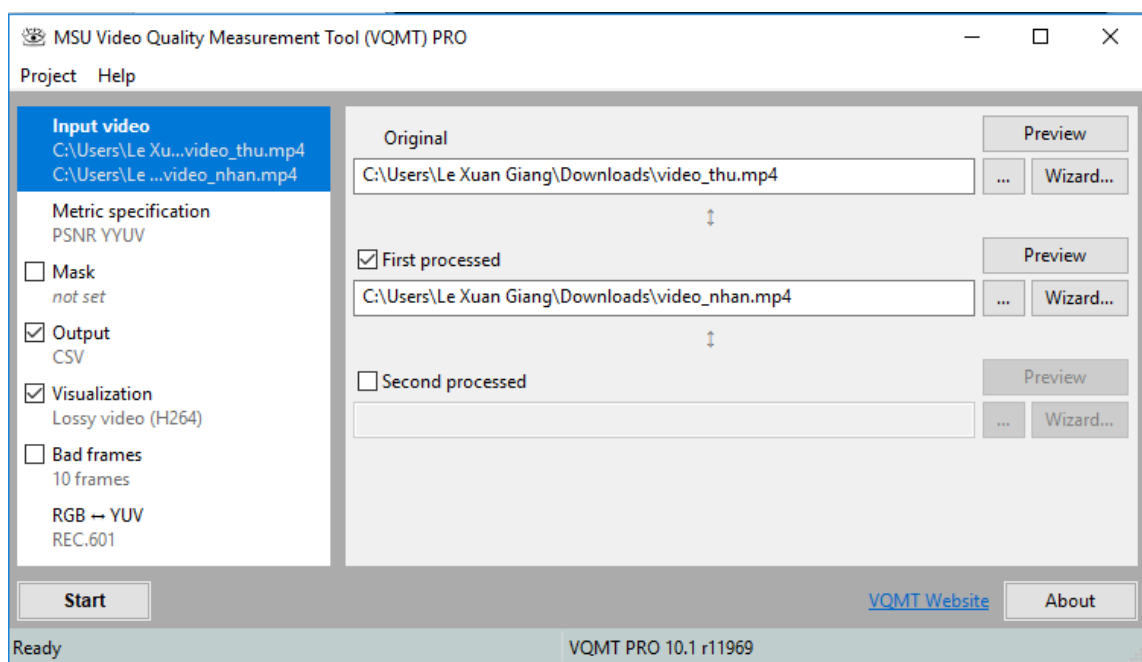 MSU Video Quality Measurement Tool (VQMT) PRO
Project Help
Input video
C:\Users\Le Xu...video_thu.mp4
C:\Users\Le ...video_nhan.mp4
Metric specification
PSNR YYUV
Mask
not set
Output
CSV
Visualization
Lossy video (H264)
Bad frames
10 frames
RGB ↔ YUV
REC.601
Original
Preview
C:\Users\Le Xuan Giang\Downloads\video_thu.mp4
... Wizard...
First processed
Preview
C:\Users\Le Xuan Giang\Downloads\video_nhan.mp4
... Wizard...
Second processed
Preview
... Wizard...
Start
VQMT Website
About
Ready
VQMT PRO 10.1 r11969